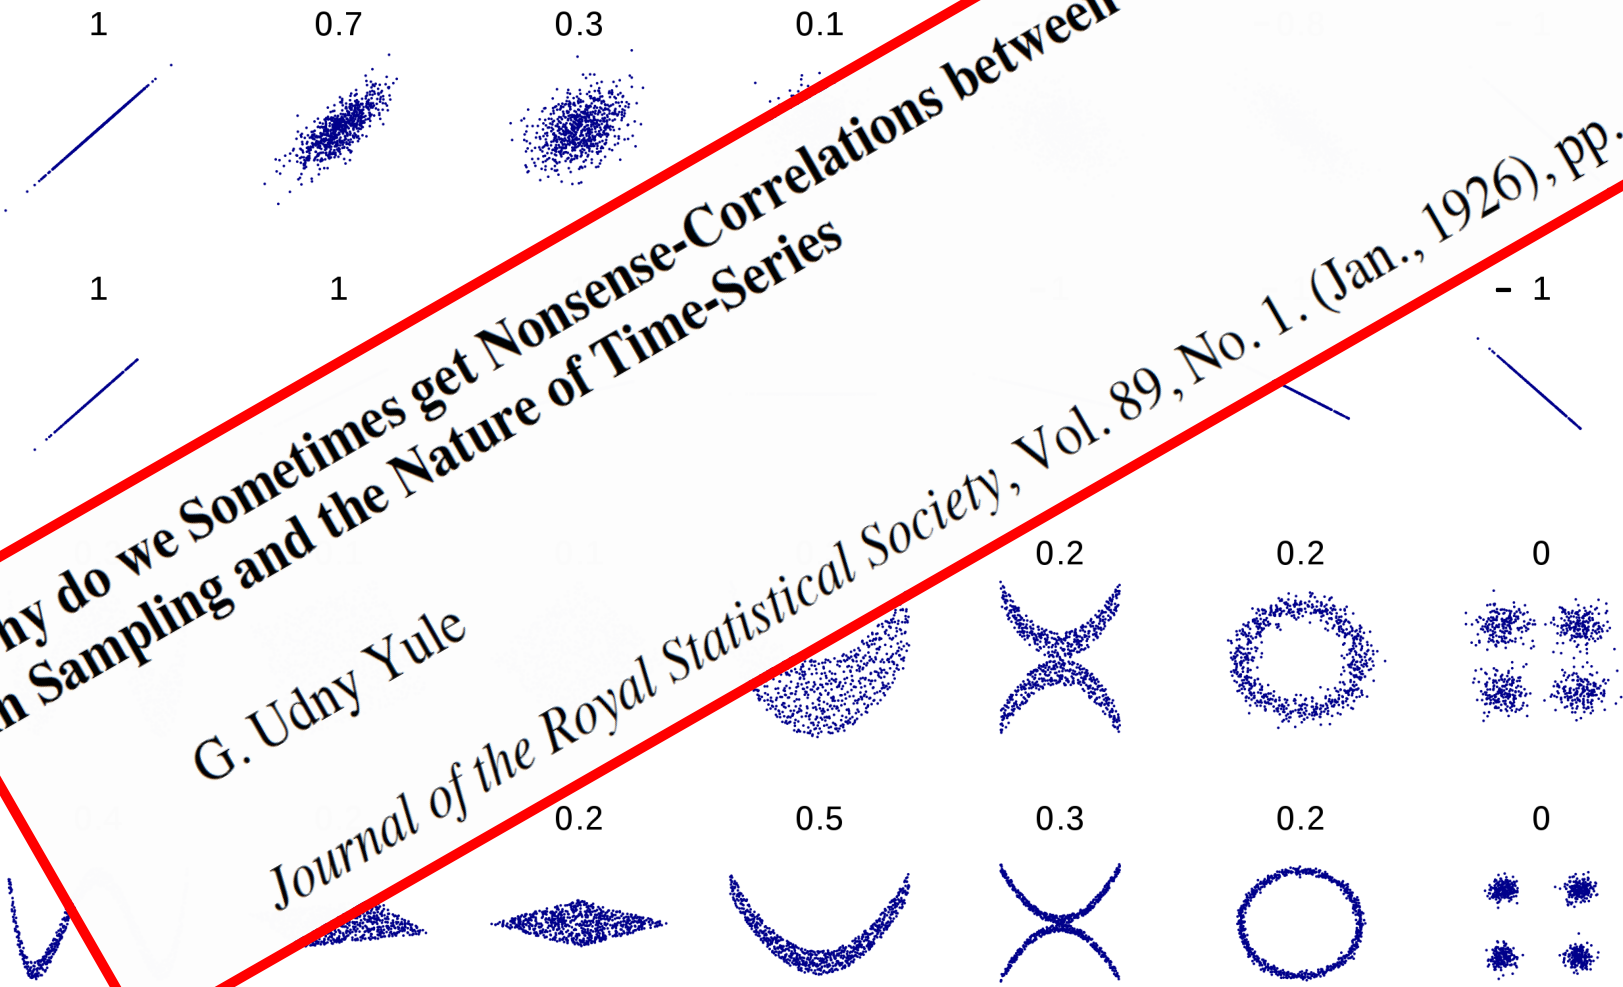 1 0.7 0.3 0.1
1 1 - 1
hy do we Sometimes get Nonsense-Correlations between
n Sampling and the Nature of Time-Series
G. Udny Yule
Journal of the Royal Statistical Society, Vol. 89, No. 1. (Jan., 1926), pp.
0.2 0.2 0
0.2 0.5 0.3 0.2 0